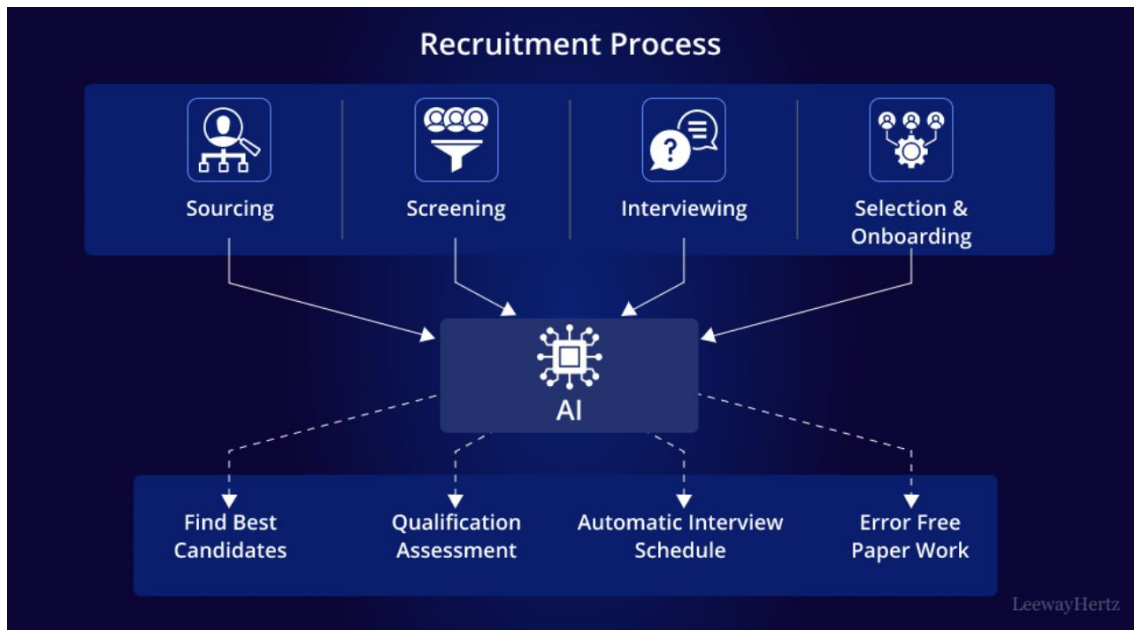 Recruitment Process
Sourcing
Screening
Interviewing
Selection &
Onboarding
AI
Find Best
Candidates
Qualification
Assessment
Automatic Interview
Schedule
Error Free
Paper Work
LeewayHertz